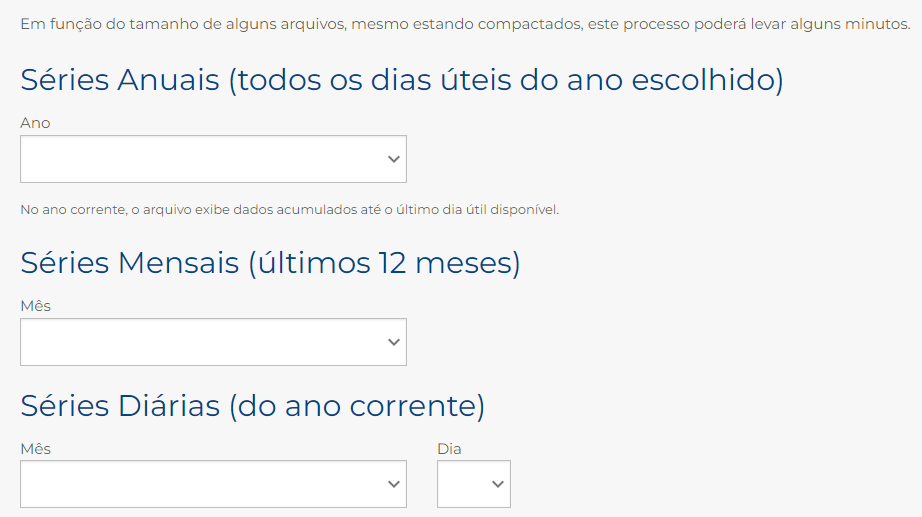 Em função do tamanho de alguns arquivos, mesmo estando compactados, este processo poderá levar alguns minutos.
Séries Anuais (todos os dias úteis do ano escolhido)
Ano
No ano corrente, o arquivo exibe dados acumulados até o último dia útil disponível.
Séries Mensais (últimos 12 meses)
Mês
Séries Diárias (do ano corrente)
Mês Dia